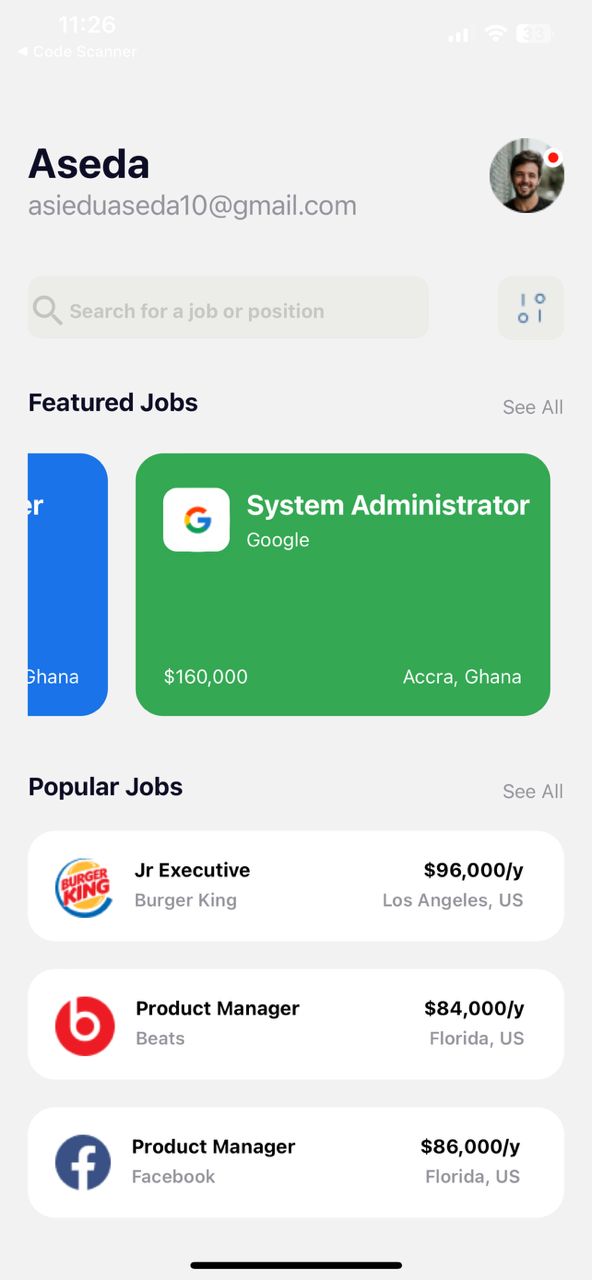 11:26
33
◀ Code Scanner
Aseda
asieduaseda10@gmail.com
Search for a job or position
Featured Jobs
See All
er
System Administrator
Google
Ghana
$160,000
Accra, Ghana
Popular Jobs
See All
BURGER
KING
Jr Executive
$96,000/y
Burger King
Los Angeles, US
Product Manager
$84,000/y
Beats
Florida, US
Product Manager
$86,000/y
Facebook
Florida, US